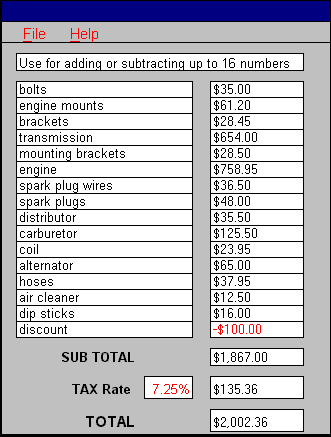 File Help
Use for adding or subtracting up to 16 numbers
bolts $35.00
engine mounts $61.20
brackets $28.45
transmission $654.00
mounting brackets $28.50
engine $758.95
spark plug wires $36.50
spark plugs $48.00
distributor $35.50
carburetor $125.50
coil $23.95
alternator $65.00
hoses $37.95
air cleaner $12.50
dip sticks $16.00
discount -$100.00
SUB TOTAL $1,867.00
TAX Rate 7.25% $135.36
TOTAL $2,002.36